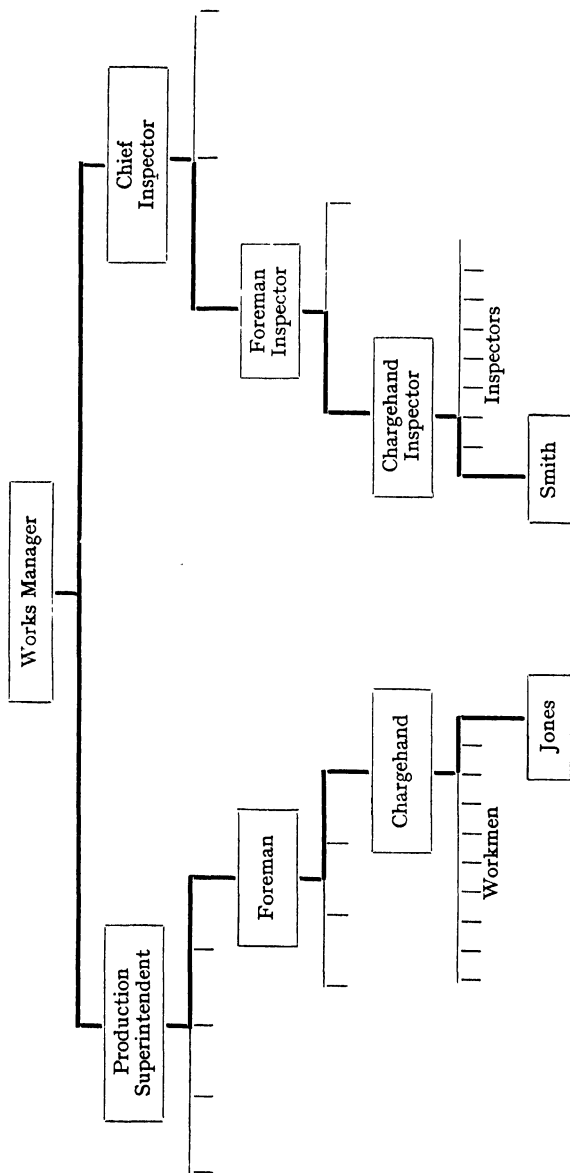 Works Manager
Production
Superintendent
Chief
Inspector
Foreman
Foreman
Inspector
Chargehand
Chargehand
Inspector
Workmen
Inspectors
Jones
Smith